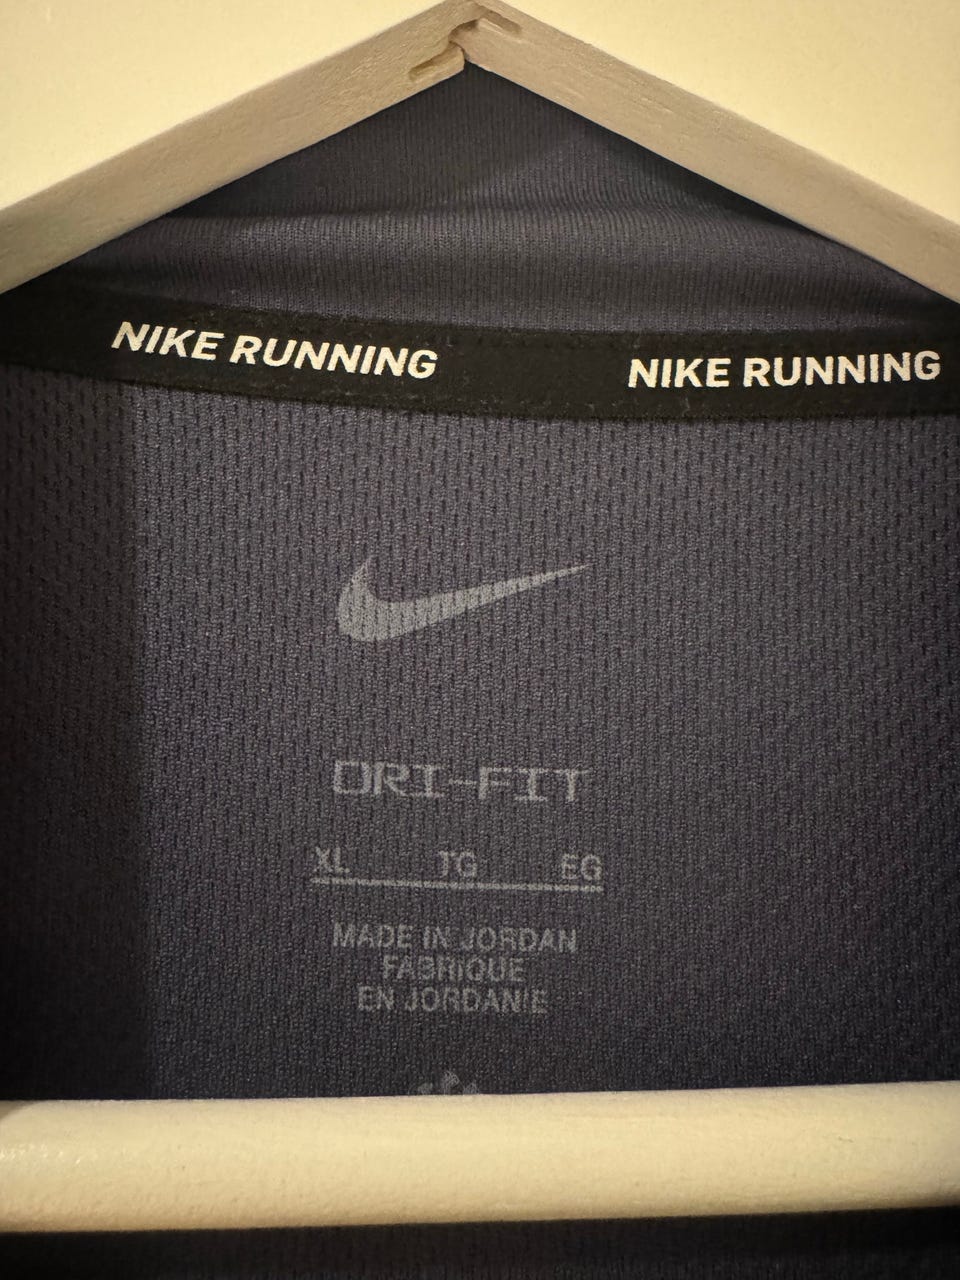 NIKE RUNNING NIKE RUNNING
DRI-FIT
XL TG EG
MADE IN JORDAN
FABRIQUE
EN JORDANIE